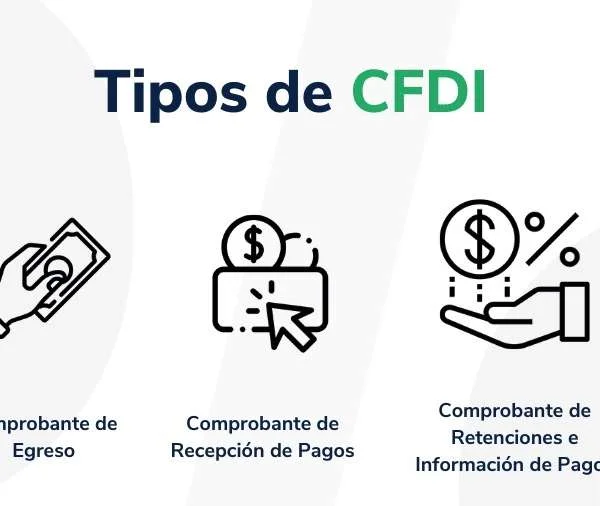 Tipos de CFDI
mprobante de
Egreso
Comprobante de
Recepción de Pagos
Comprobante de
Retenciones e
Información de Pago